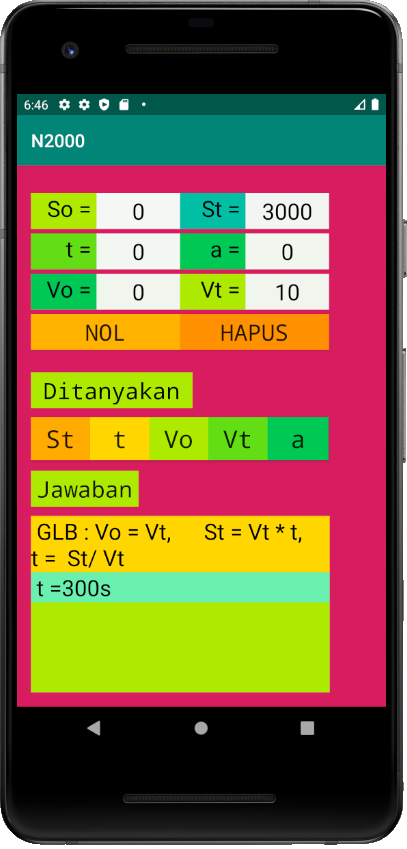 6:46
N2000
So = 0 St = 3000
t = 0 a = 0
Vo = 0 Vt = 10
NOL HAPUS
Ditanyakan
St t Vo Vt a
Jawaban
GLB : Vo = Vt, St = Vt * t,
t = St/ Vt
t =300s